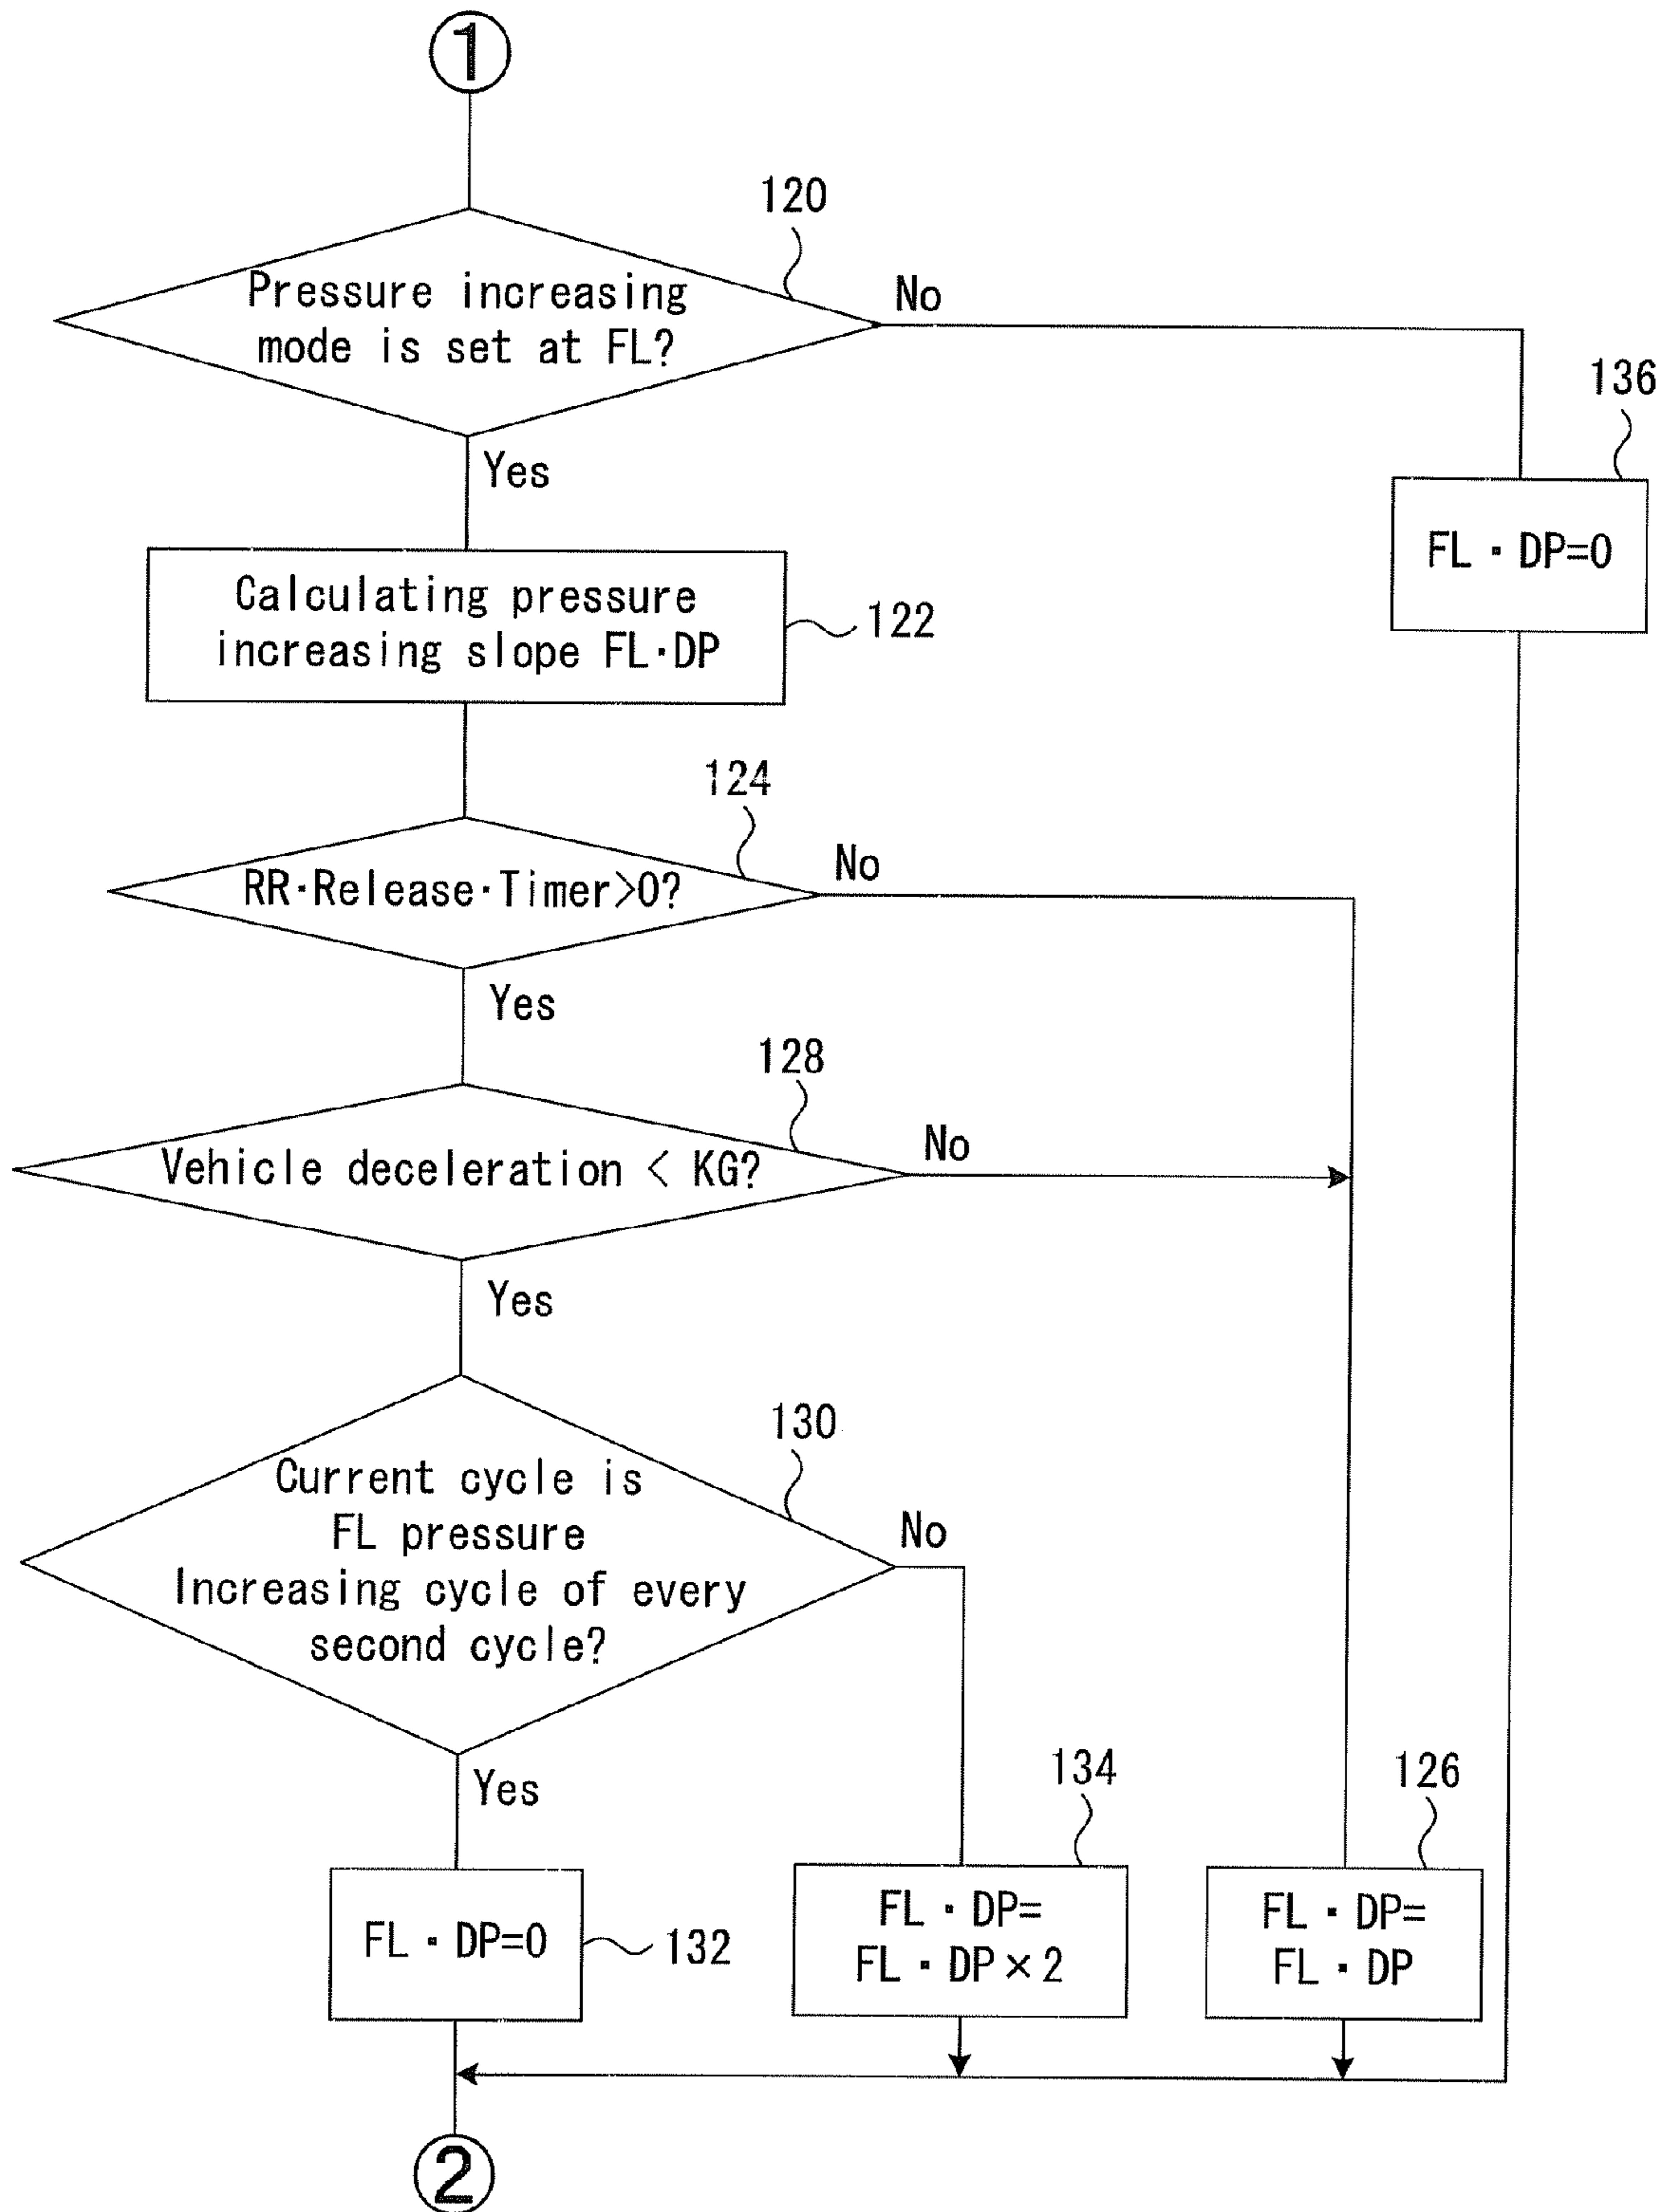 1
120
Pressure increasing
mode is set at FL?
No
136
Yes
FL・DP=0
Calculating pressure
increasing slope FL・DP
122
124
RR・Release・Timer>0?
No
Yes
128
Vehicle deceleration < KG?
No
Yes
130
Current cycle is
FL pressure
Increasing cycle of every
second cycle?
No
Yes
134
126
FL・DP=0
132
FL・DP=
FL・DP×2
FL・DP=
FL・DP
2